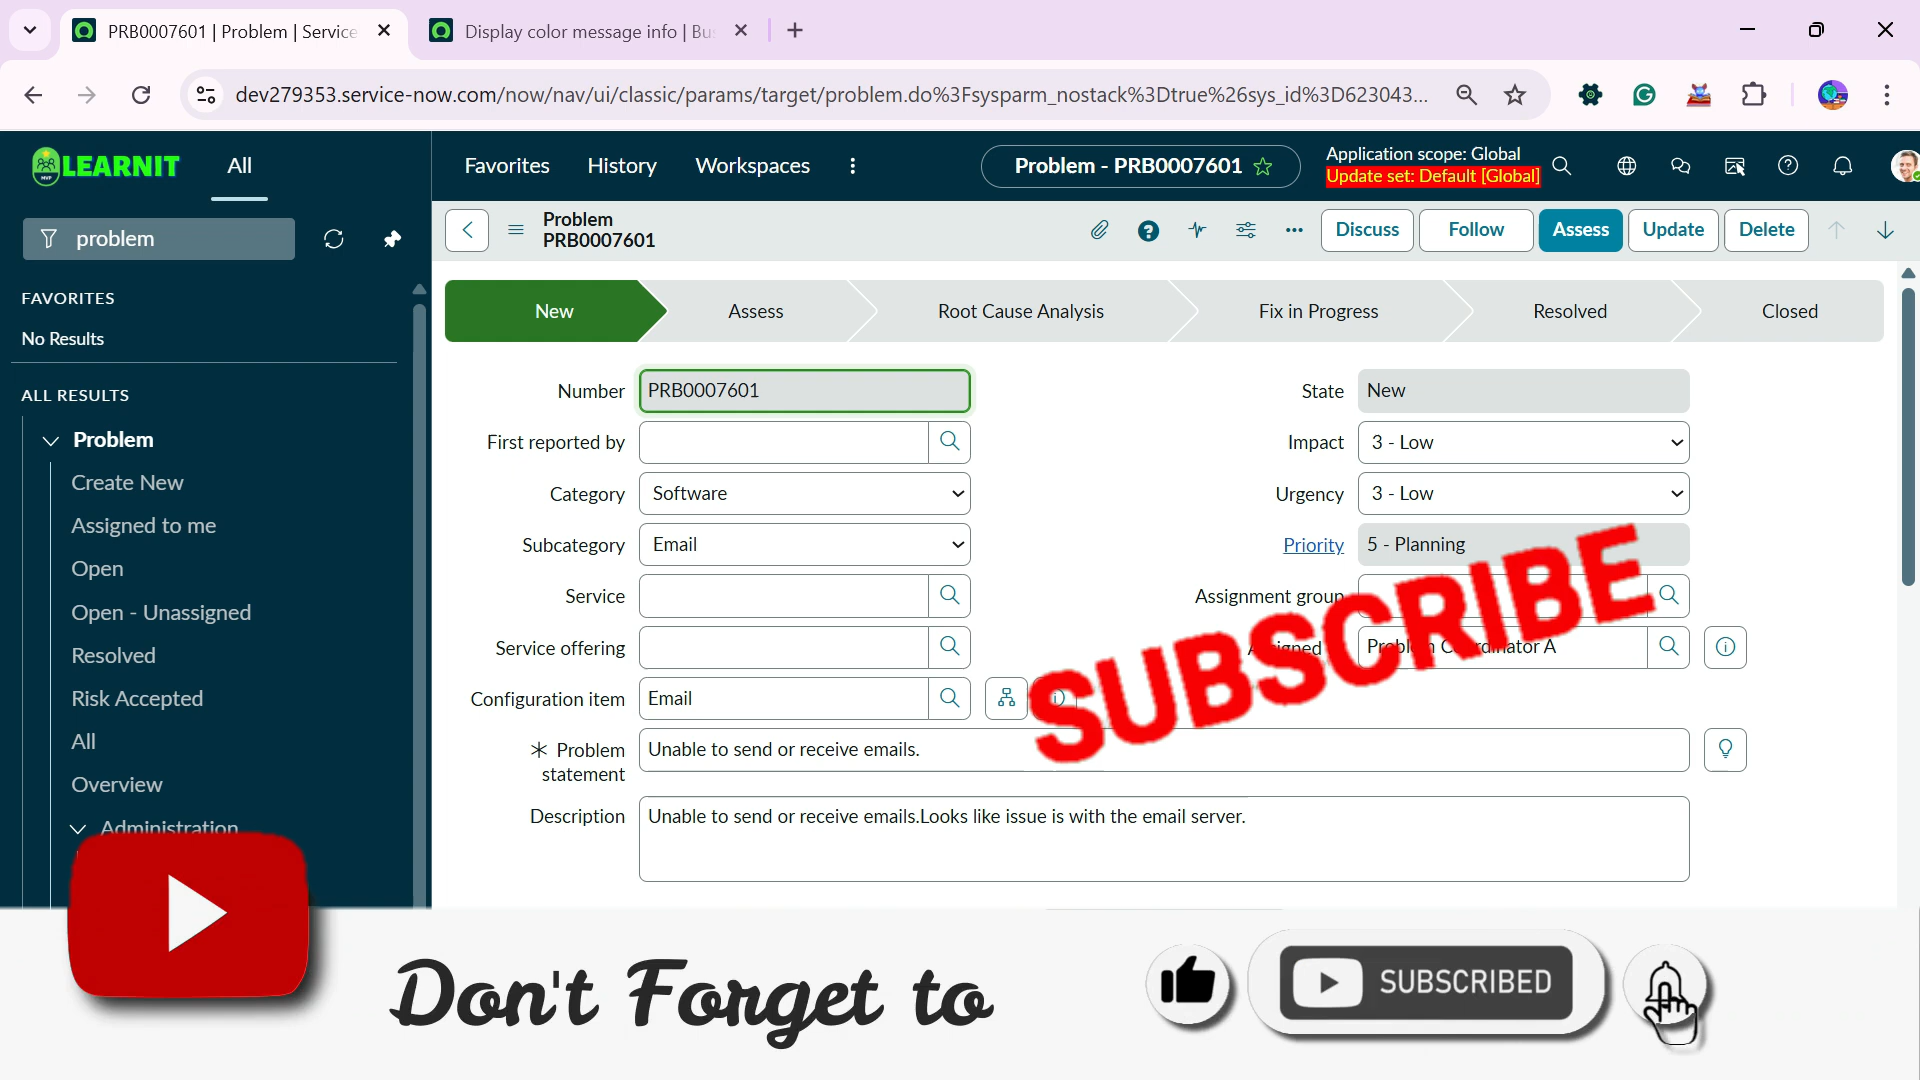 PRB0007601 | Problem | Service
Display color message info | Bu
dev279353.service-now.com/now/nav/ui/classic/params/target/problem.do%3Fsysparm_nostack%3Dtrue%26sys_id%3D623043...
LEARNIT
MVP
All
Favorites
History
Workspaces
Problem - PRB0007601
Application scope: Global
Update set: Default [Global]
problem
Problem
PRB0007601
Discuss
Follow
Assess
Update
Delete
FAVORITES
No Results
ALL RESULTS
Problem
Create New
Assigned to me
Open
Open - Unassigned
Resolved
Risk Accepted
All
Overview
Administration
New
Assess
Root Cause Analysis
Fix in Progress
Resolved
Closed
Number
PRB0007601
First reported by
Category
Software
Subcategory
Email
Service
Service offering
Configuration item
Email
Problem
statement
Unable to send or receive emails.
Description
Unable to send or receive emails.Looks like issue is with the email server.
State
New
Impact
3 - Low
Urgency
3 - Low
Priority
5 - Planning
Assignment group
Assigned
Problem Coordinator A
SUBSCRIBE
Don't Forget to
SUBSCRIBED